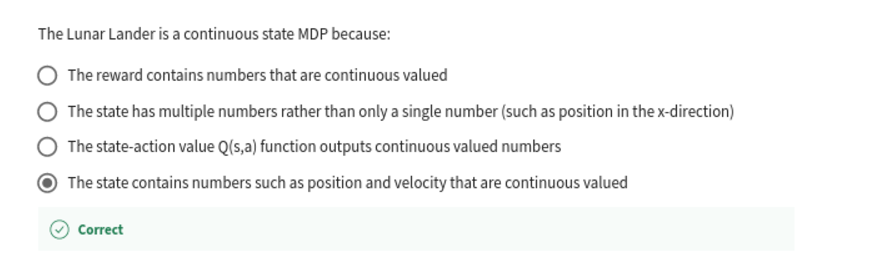 The Lunar Lander is a continuous state MDP because:
The reward contains numbers that are continuous valued
The state has multiple numbers rather than only a single number (such as position in the x-direction)
The state-action value Q(s,a) function outputs continuous valued numbers
The state contains numbers such as position and velocity that are continuous valued
Correct